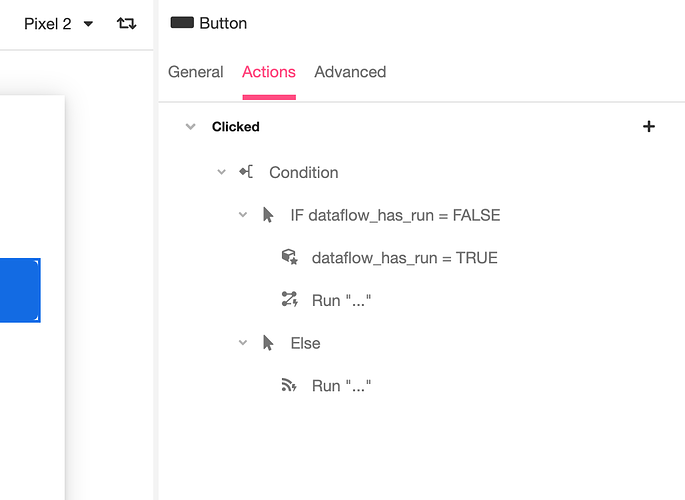 Pixel 2
Button
General Actions Advanced
Clicked
Condition
IF dataflow_has_run = FALSE
dataflow_has_run = TRUE
Run "..."
Else
Run "..."